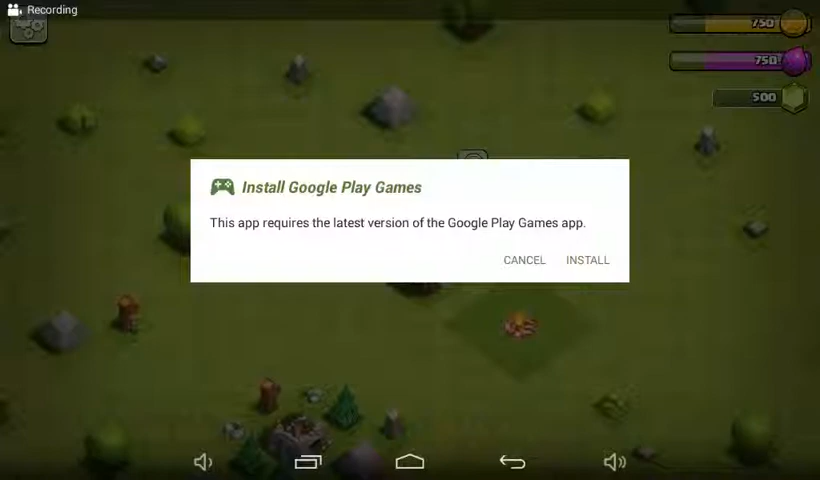 Recording
750
750
500
Install Google Play Games
This app requires the latest version of the Google Play Games app.
CANCEL INSTALL